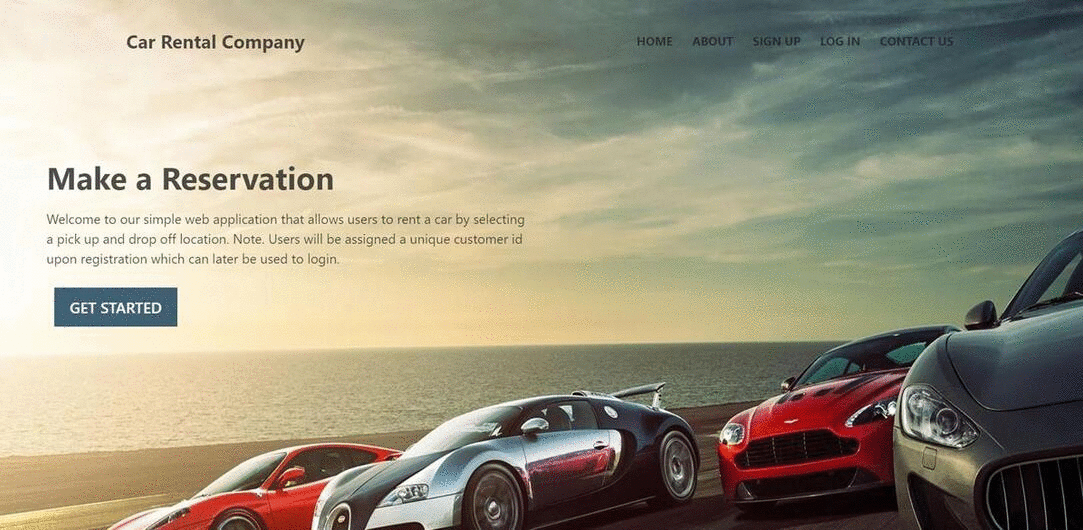 Car Rental Company
HOME ABOUT SIGN UP LOG IN CONTACT US
Make a Reservation
Welcome to our simple web application that allows users to rent a car by selecting
a pick up and drop off location. Note. Users will be assigned a unique customer id
upon registration which can later be used to login.
GET STARTED